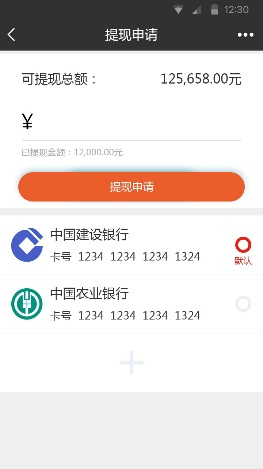 12:30
提现申请
可提现总额： 125,658.00元
¥
已提现金额：12,000.00元
提现申请
中国建设银行
卡号 1234 1234 1234 1324
默认
中国农业银行
卡号 1234 1234 1234 1324